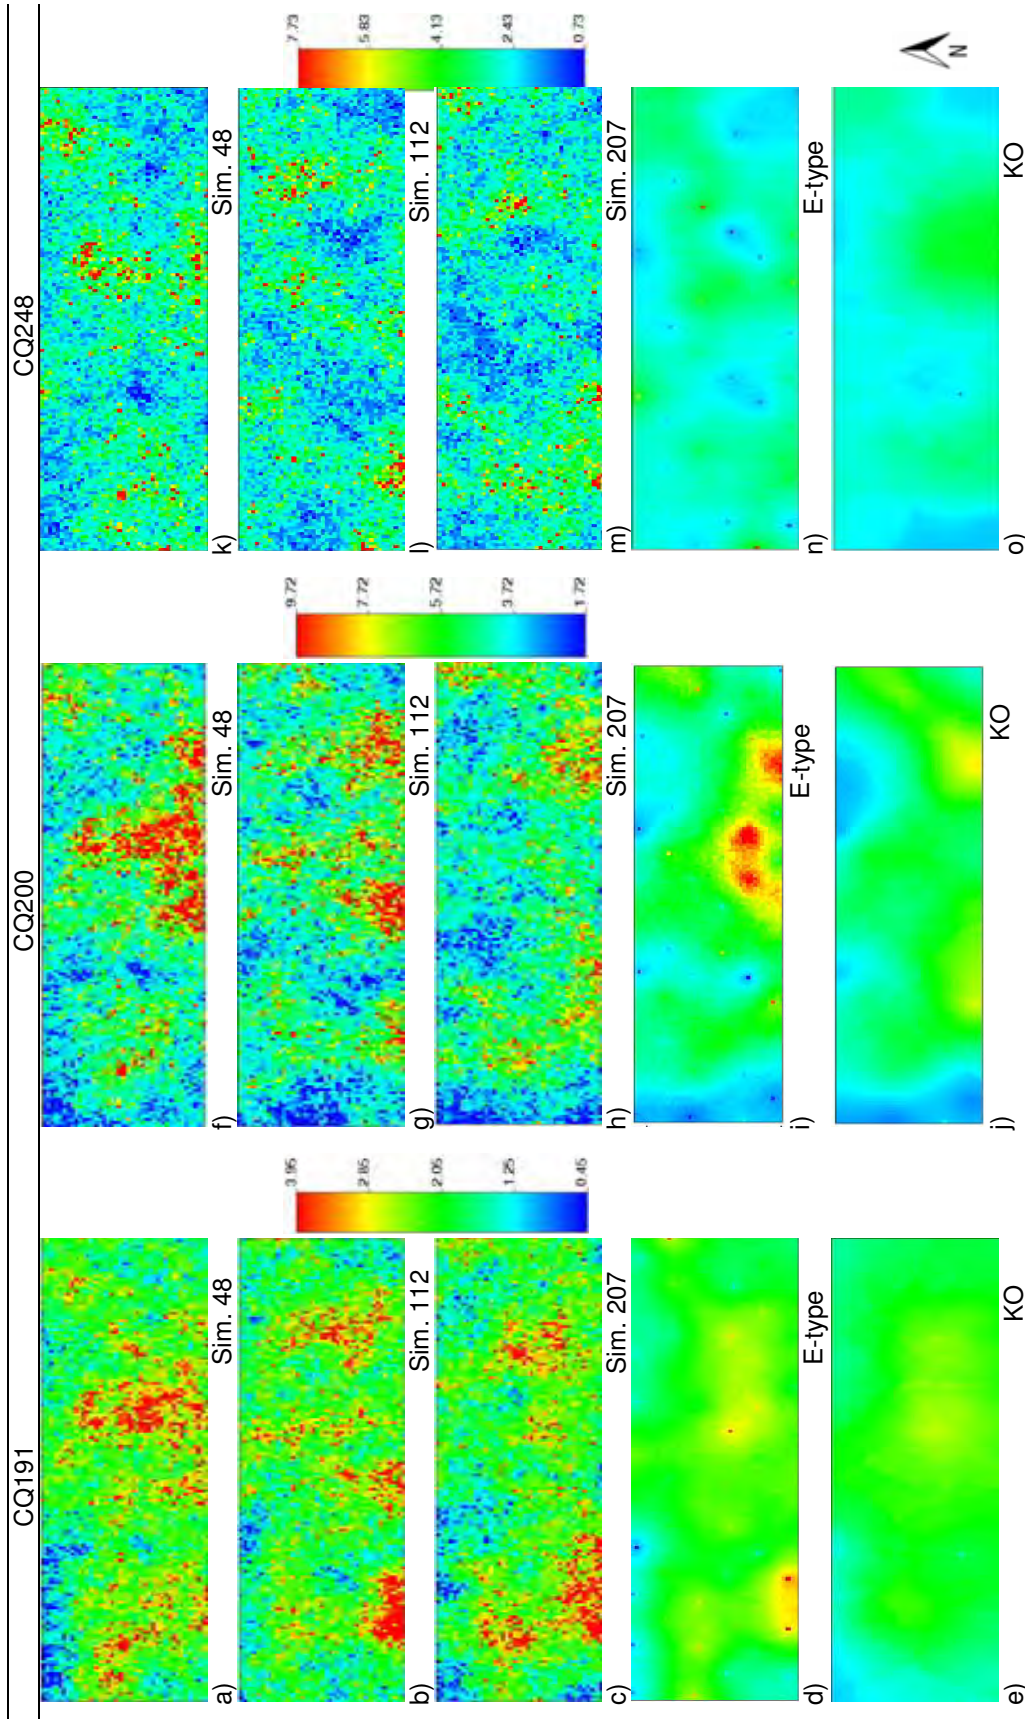 CQ191
CQ200
CQ248
a)
Sim. 48
f)
Sim. 48
k)
Sim. 48
b)
Sim. 112
g)
Sim. 112
l)
Sim. 112
c)
Sim. 207
h)
Sim. 207
m)
Sim. 207
d)
E-type
i)
E-type
n)
E-type
e)
KO
j)
KO
o)
KO
3.95
2.85
2.05
1.25
0.45
9.72
7.72
5.72
3.72
1.72
7.73
5.83
4.13
2.43
0.73
N